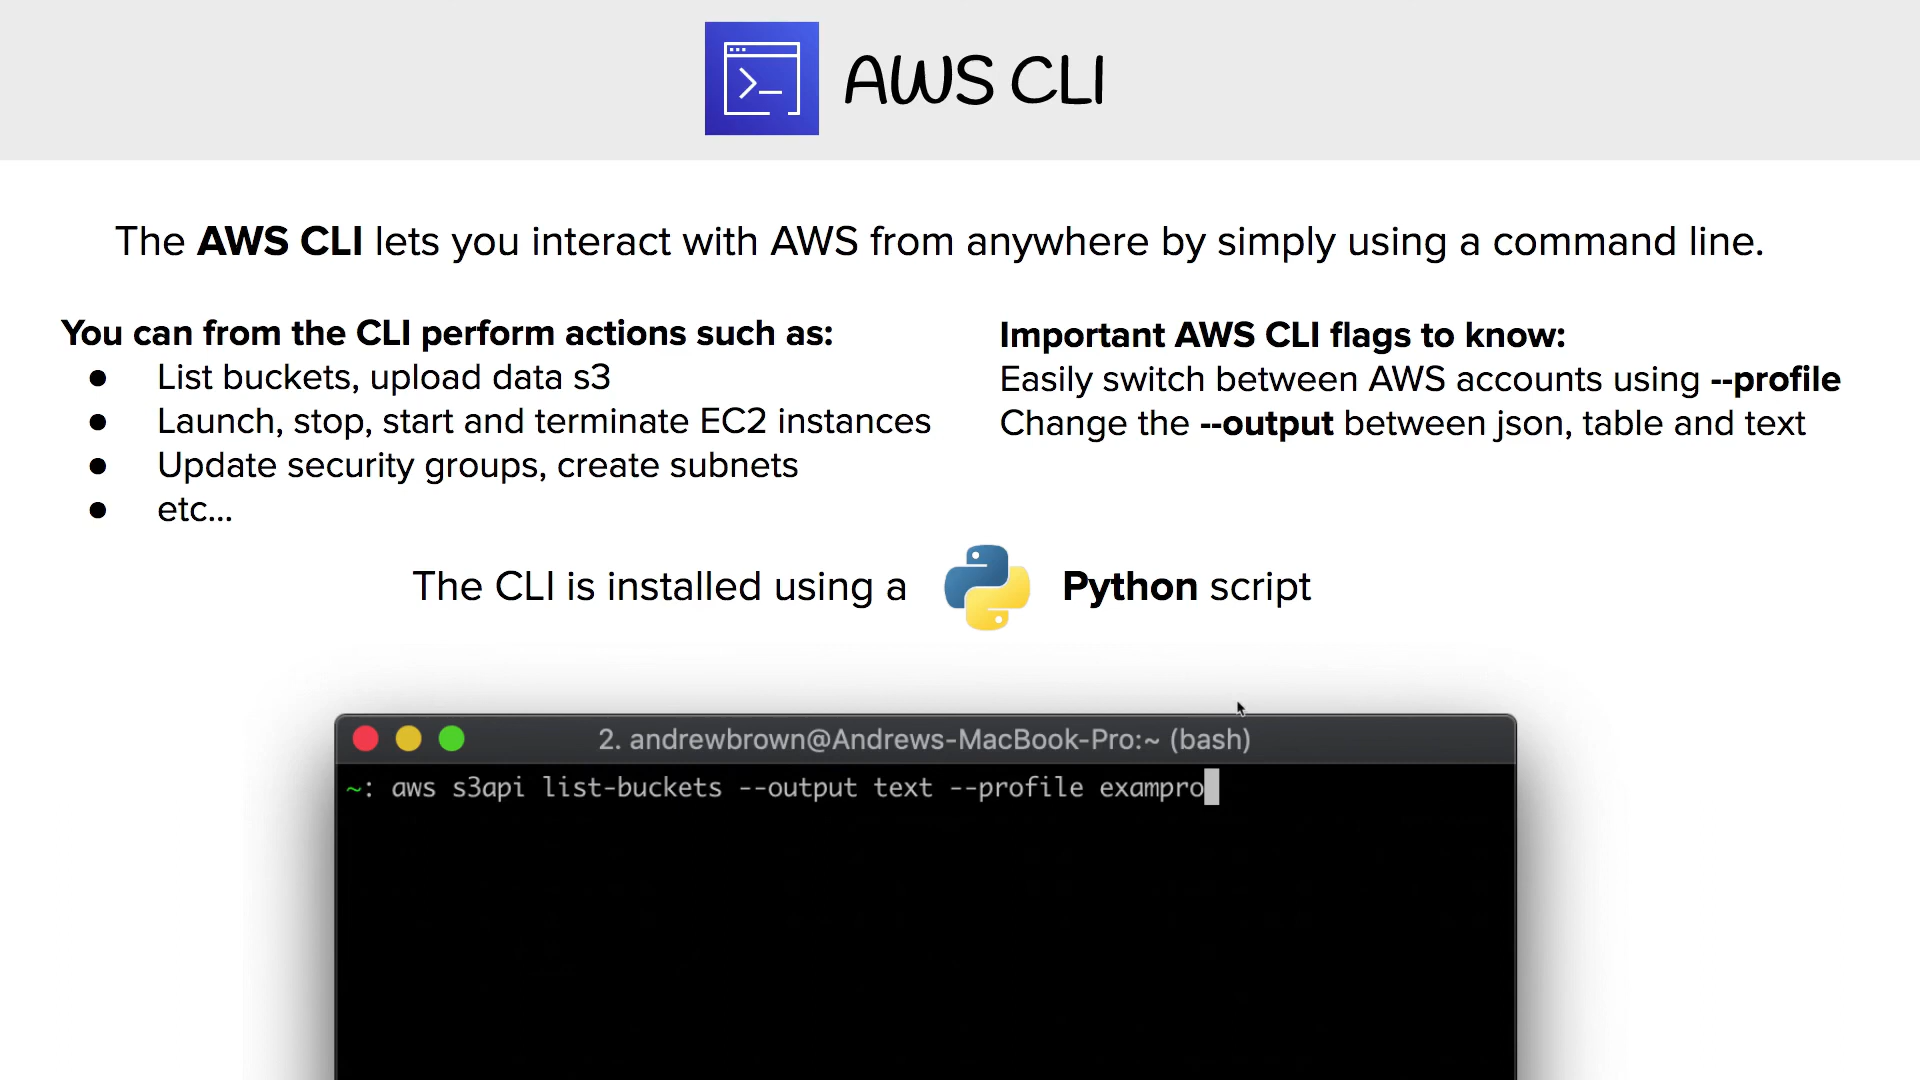 AWS CLI
The AWS CLI lets you interact with AWS from anywhere by simply using a command line.
You can from the CLI perform actions such as:
● List buckets, upload data s3
● Launch, stop, start and terminate EC2 instances
● Update security groups, create subnets
● etc...
Important AWS CLI flags to know:
Easily switch between AWS accounts using --profile
Change the --output between json, table and text
The CLI is installed using a Python script
2. andrewbrown@Andrews-MacBook-Pro:~ (bash)
~: aws s3api list-buckets --output text --profile exampro